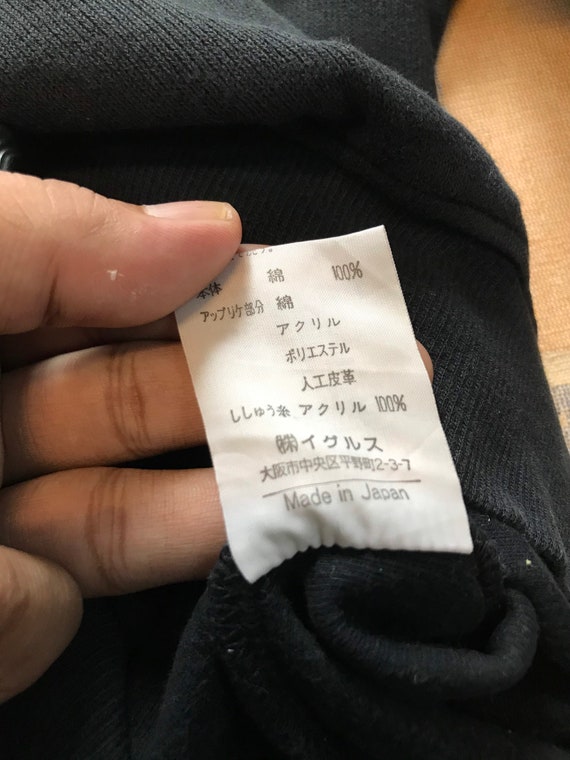 本体 綿 100%
アップリケ部分 綿
アクリル
ポリエステル
人工皮革
ししゅう糸 アクリル 100%
㈱イグルス
大阪市中央区平野町2-3-7
Made in Japan